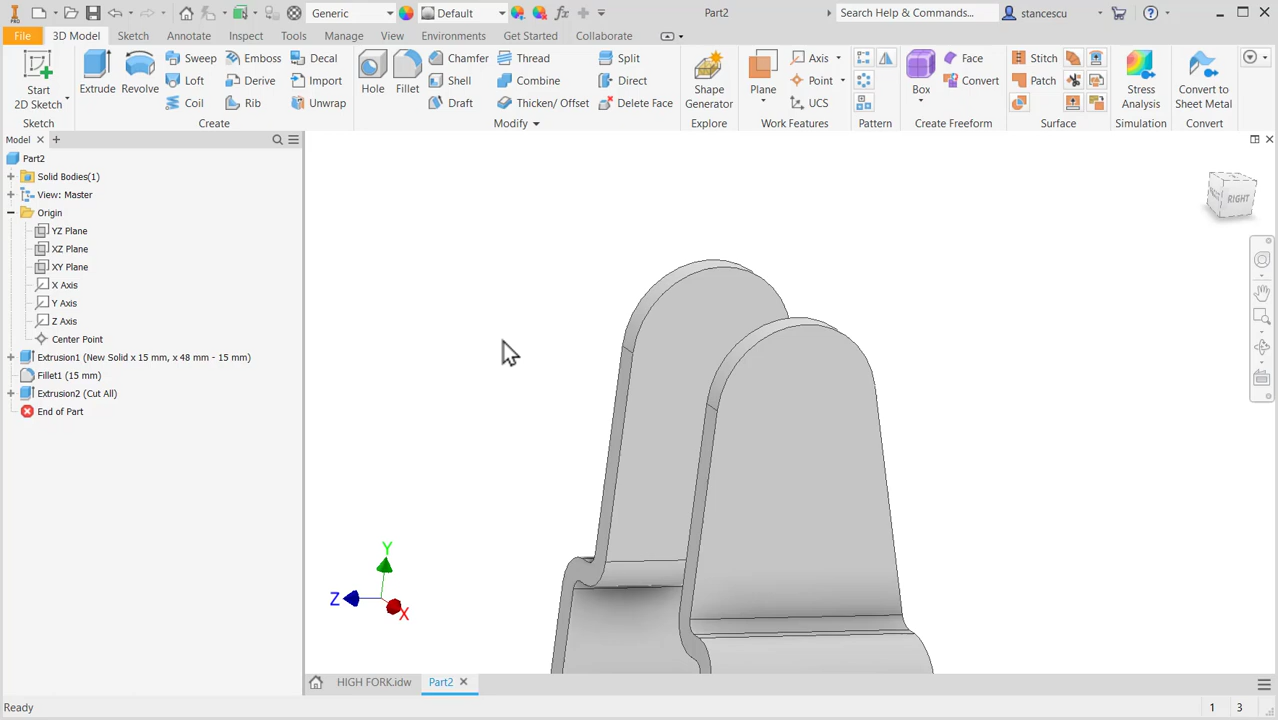 PRO
Generic
Default
Part2
Search Help & Commands...
stancescu
File
3D Model
Sketch
Annotate
Inspect
Tools
Manage
View
Environments
Get Started
Collaborate
Start
2D Sketch
Extrude
Revolve
Sweep
Loft
Coil
Emboss
Derive
Rib
Decal
Import
Unwrap
Hole
Fillet
Chamfer
Shell
Draft
Thread
Combine
Thicken/ Offset
Split
Direct
Delete Face
Shape
Generator
Plane
Axis
Point
UCS
Box
Face
Convert
Stitch
Patch
Stress
Analysis
Convert to
Sheet Metal
Sketch
Create
Modify
Explore
Work Features
Pattern
Create Freeform
Surface
Simulation
Convert
Model
Part2
Solid Bodies(1)
View: Master
Origin
YZ Plane
XZ Plane
XY Plane
X Axis
Y Axis
Z Axis
Center Point
Extrusion1 (New Solid x 15 mm, x 48 mm - 15 mm)
Fillet1 (15 mm)
Extrusion2 (Cut All)
End of Part
RIGHT
Y
Z
X
HIGH FORK.idw
Part2
Ready
1
3